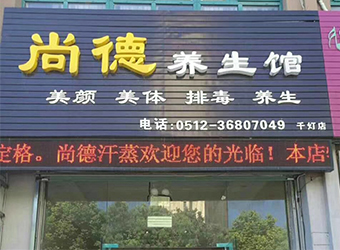 尚德养生馆
美颜 美体 排毒 养生
电话:0512-36807049 千灯店
定格。尚德汗蒸欢迎您的光临!本店